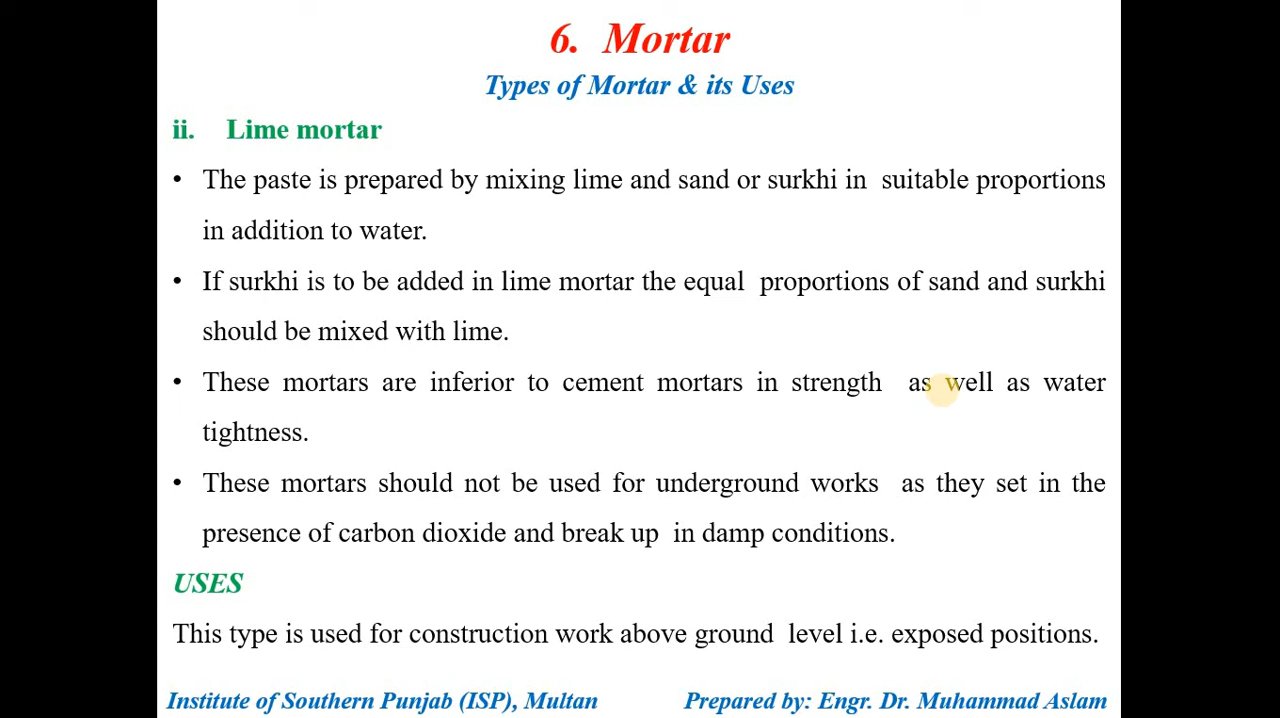 6. Mortar
Types of Mortar & its Uses
ii. Lime mortar
• The paste is prepared by mixing lime and sand or surkhi in suitable proportions
in addition to water.
• If surkhi is to be added in lime mortar the equal proportions of sand and surkhi
should be mixed with lime.
• These mortars are inferior to cement mortars in strength as well as water
tightness.
• These mortars should not be used for underground works as they set in the
presence of carbon dioxide and break up in damp conditions.
USES
This type is used for construction work above ground level i.e. exposed positions.
Institute of Southern Punjab (ISP), Multan Prepared by: Engr. Dr. Muhammad Aslam